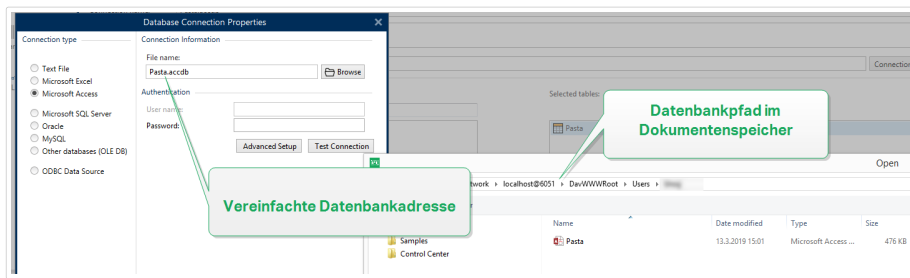 Database Connection Properties
Connection type
Connection Information
Text File
Microsoft Excel
Microsoft Access
Microsoft SQL Server
Oracle
MySQL
Other databases (OLE DB)
ODBC Data Source
File name:
Pasta.accdb
Browse
Authentication
User name:
Password:
Advanced Setup
Test Connection
Connection
Selected tables:
Pasta
Datenbankpfad im
Dokumentenspeicher
Vereinfachte Datenbankadresse
Open
localhost@6051 › DavWWWRoot › Users ›
Name
Date modified
Type
Size
Samples
Control Center
Pasta
13.3.2019 15:01
Microsoft Access ...
476 KB